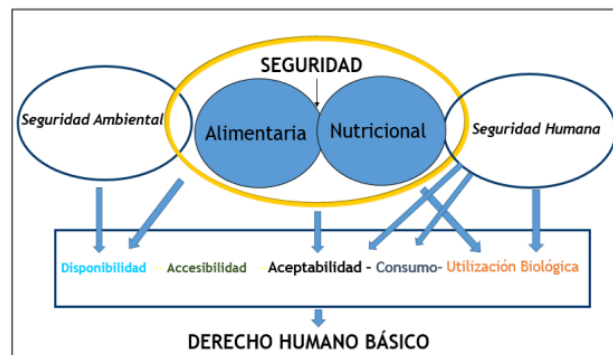 SEGURIDAD
Seguridad Ambiental
Alimentaria
Nutricional
Seguridad Humana
Disponibilidad -- Accesibilidad - Aceptabilidad - Consumo- Utilización Biológica
DERECHO HUMANO BÁSICO